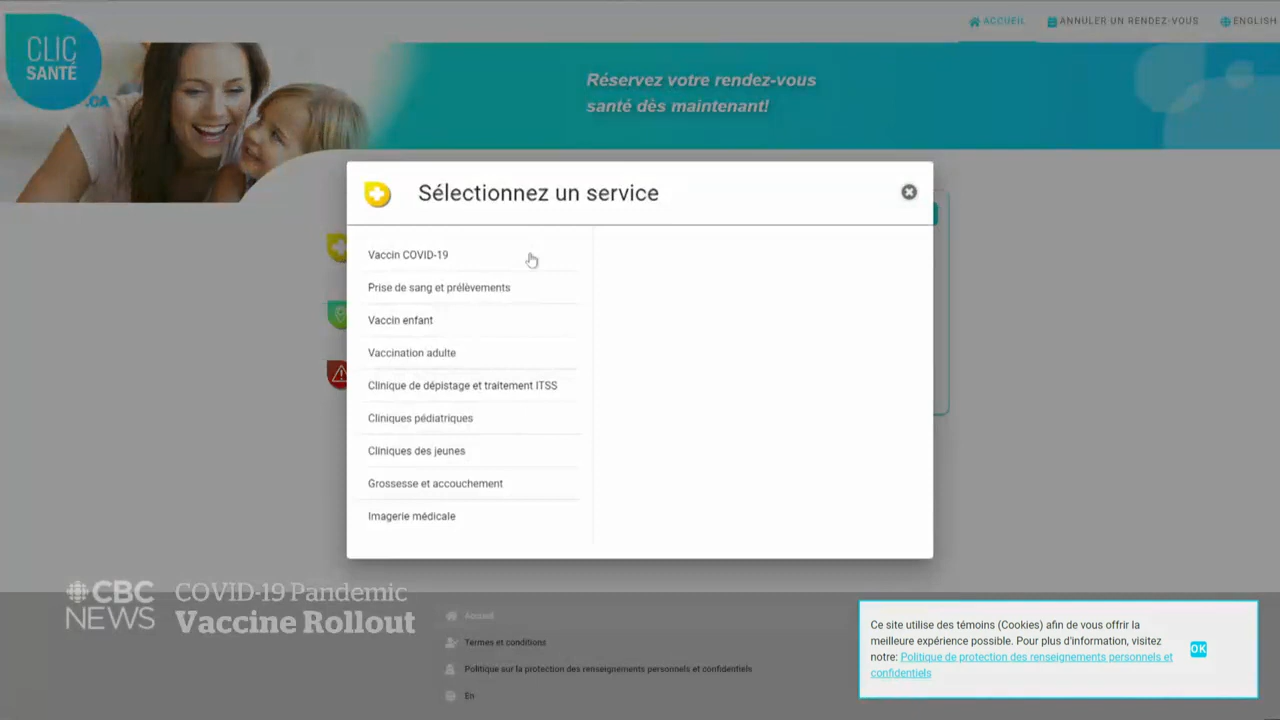 CLIC
SANTÉ
.CA
ACCUEIL
ANNULER UN RENDEZ-VOUS
ENGLISH
Réservez votre rendez-vous
santé dès maintenant!
Sélectionnez un service
Vaccin COVID-19
Prise de sang et prélèvements
Vaccin enfant
Vaccination adulte
Clinique de dépistage et traitement ITSS
Cliniques pédiatriques
Cliniques des jeunes
Grossesse et accouchement
Imagerie médicale
CBC
NEWS
COVID-19 Pandemic
Vaccine Rollout
Accueil
Termes et conditions
Politique sur la protection des renseignements personnels et confidentiels
En
Ce site utilise des témoins (Cookies) afin de vous offrir la
meilleure expérience possible. Pour plus d'information, visitez
notre: Politique de protection des renseignements personnels et
confidentiels
OK